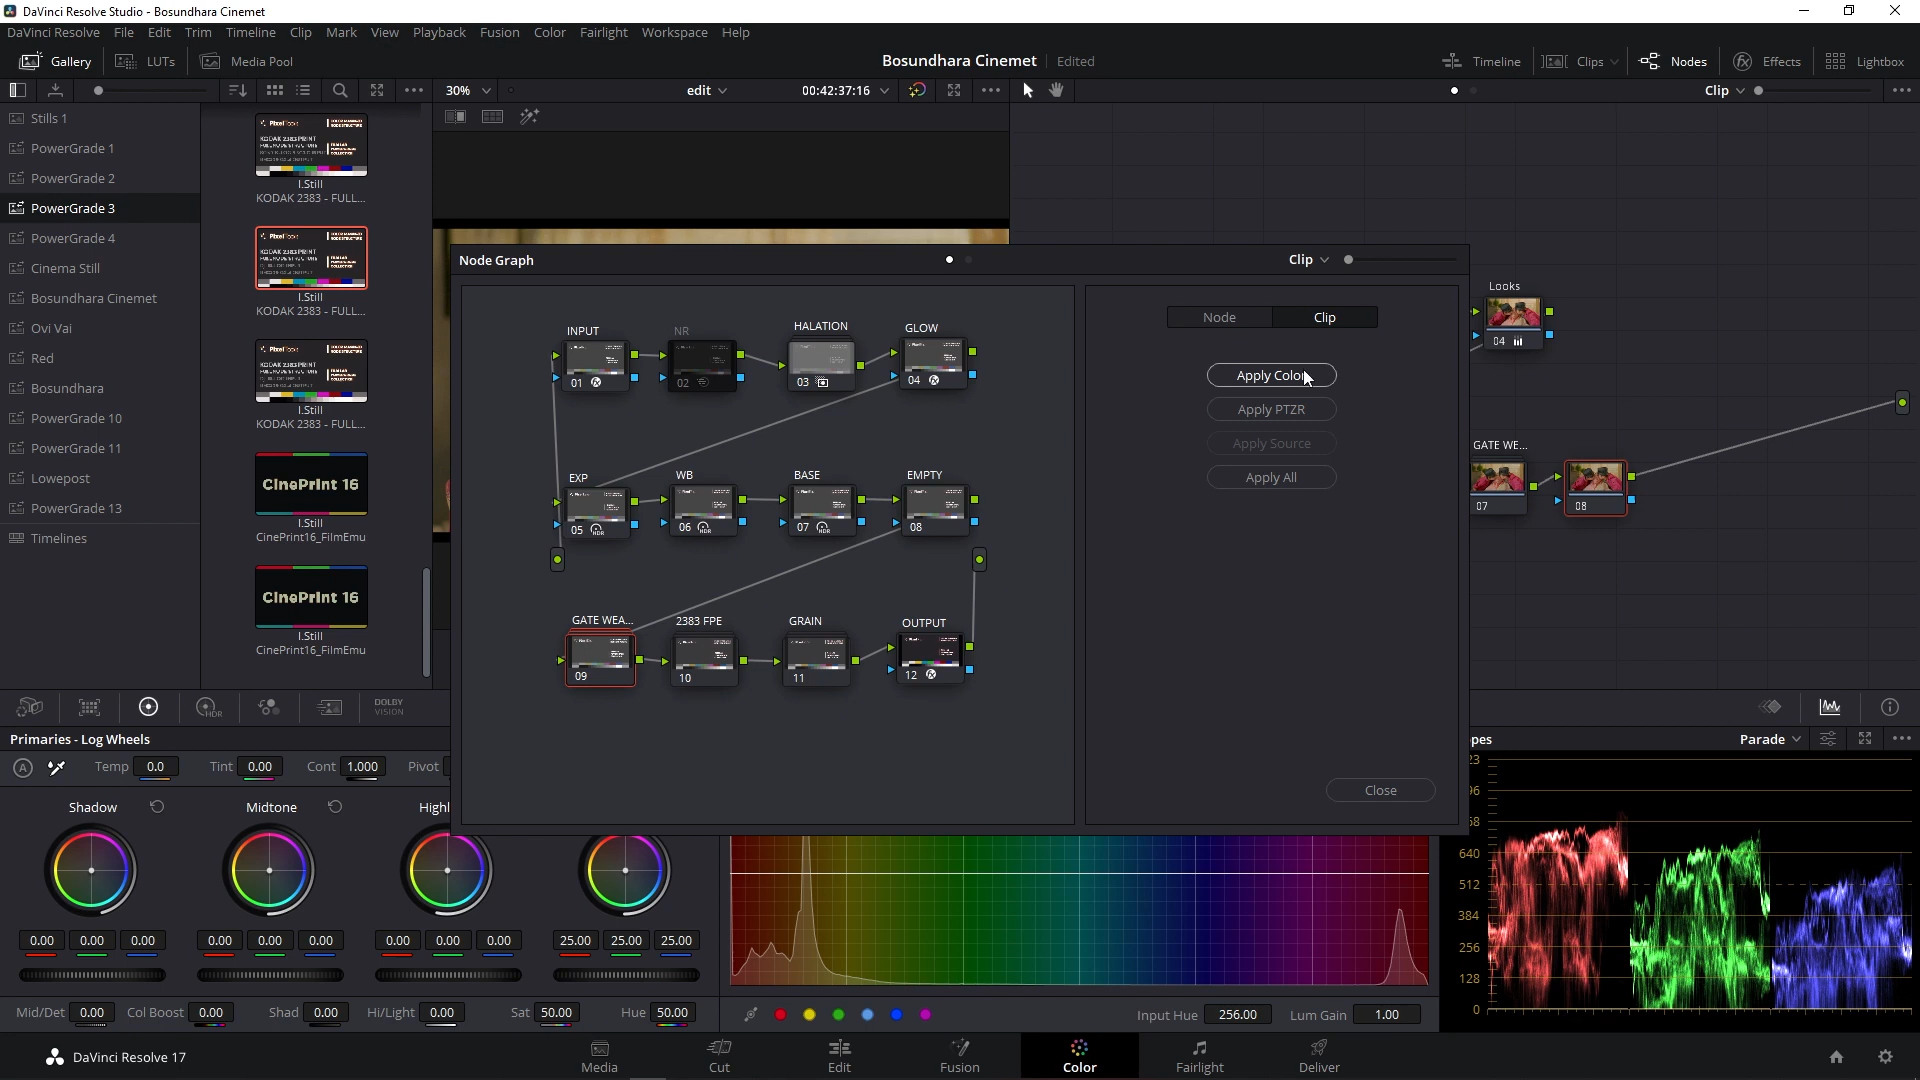 DaVinci Resolve Studio - Bosundhara Cinemet
DaVinci Resolve File Edit Trim Timeline Clip Mark View Playback Fusion Color Fairlight Workspace Help
Gallery LUTs Media Pool
Bosundhara Cinemet Edited
Timeline Clips Nodes Effects Lightbox
30% edit 00:42:37:16 Clip
Stills 1
PowerGrade 1
PowerGrade 2
PowerGrade 3
PowerGrade 4
Cinema Still
Bosundhara Cinemet
Ovi Vai
Red
Bosundhara
PowerGrade 10
PowerGrade 11
Lowepost
PowerGrade 13
Timelines
I.Still
KODAK 2383 - FULL...
I.Still
KODAK 2383 - FULL...
I.Still
KODAK 2383 - FULL...
CinePrint 16
I.Still
CinePrint16_FilmEmu
CinePrint 16
I.Still
CinePrint16_FilmEmu
Node Graph Clip
INPUT NR HALATION GLOW
01 02 03 04
EXP WB BASE EMPTY
05 HDR 06 HDR 07 HDR 08
GATE WEA... 2383 FPE GRAIN OUTPUT
09 10 11 12
Node Clip
Apply Color
Apply PTZR
Apply Source
Apply All
Close
Looks
04
GATE WE...
07 08
HDR DOLBY VISION
Primaries - Log Wheels
Temp 0.0 Tint 0.00 Cont 1.000 Pivot
Shadow Midtone Highl
0.00 0.00 0.00 0.00 0.00 0.00 0.00 0.00 0.00 25.00 25.00 25.00
Mid/Det 0.00 Col Boost 0.00 Shad 0.00 Hi/Light 0.00 Sat 50.00 Hue 50.00
Input Hue 256.00 Lum Gain 1.00
pes Parade
23
96
68
640
512
384
256
128
0
DaVinci Resolve 17
Media Cut Edit Fusion Color Fairlight Deliver